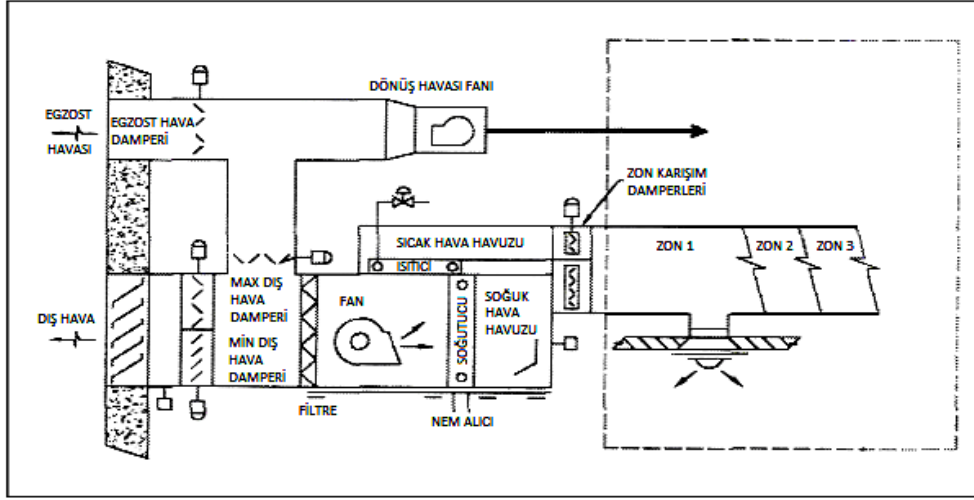 DÖNÜŞ HAVASI FANI
EGZOST
HAVASI
EGZOST HAVA
DAMPERİ
ZON KARIŞIM
DAMPERLERİ
SICAK HAVA HAVUZU
ISITICI
ZON 1
ZON 2
ZON 3
MAX DIŞ
HAVA
DAMPERİ
FAN
SOĞUTUCU
SOĞUK
HAVA
HAVUZU
DIŞ HAVA
MİN DIŞ
HAVA
DAMPERİ
FİLTRE
NEM ALICI